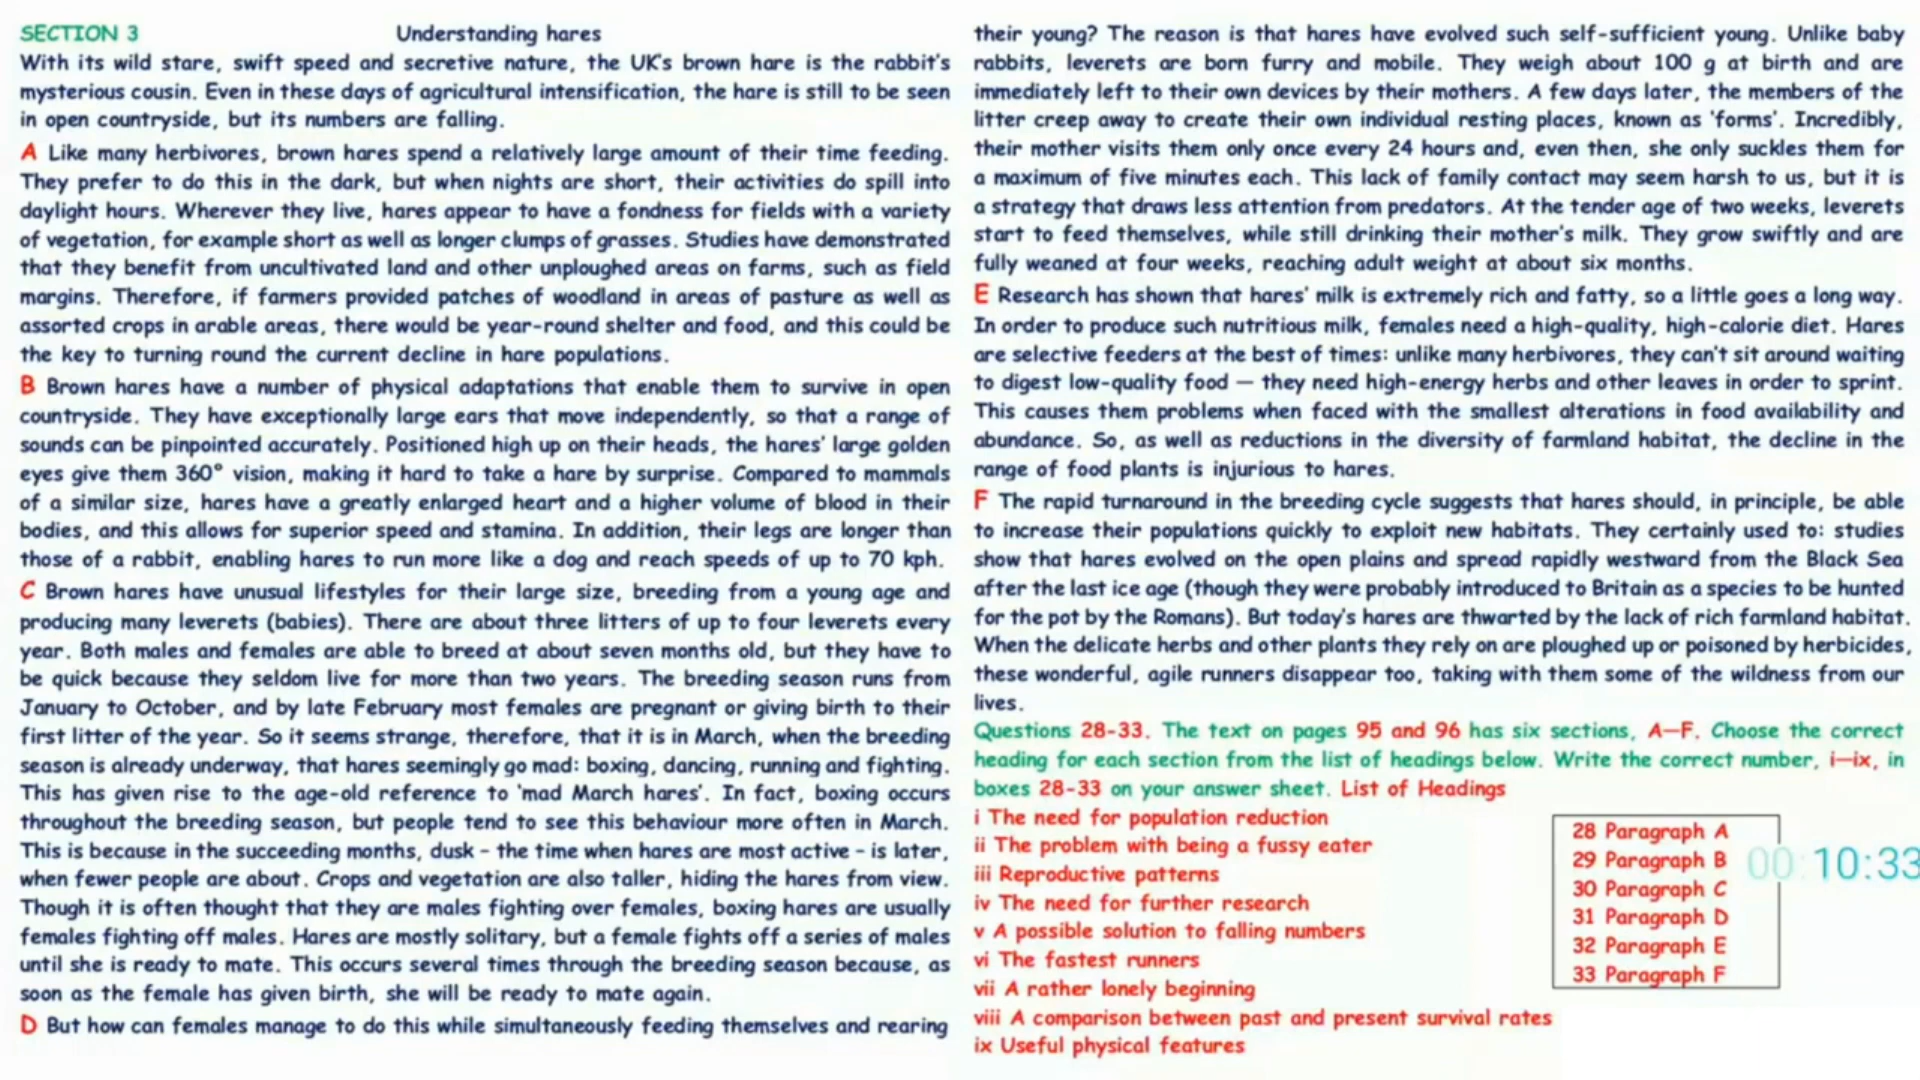 SECTION 3 Understanding hares
With its wild stare, swift speed and secretive nature, the UK's brown hare is the rabbit's
mysterious cousin. Even in these days of agricultural intensification, the hare is still to be seen
in open countryside, but its numbers are falling.
A Like many herbivores, brown hares spend a relatively large amount of their time feeding.
They prefer to do this in the dark, but when nights are short, their activities do spill into
daylight hours. Wherever they live, hares appear to have a fondness for fields with a variety
of vegetation, for example short as well as longer clumps of grasses. Studies have demonstrated
that they benefit from uncultivated land and other unploughed areas on farms, such as field
margins. Therefore, if farmers provided patches of woodland in areas of pasture as well as
assorted crops in arable areas, there would be year-round shelter and food, and this could be
the key to turning round the current decline in hare populations.
B Brown hares have a number of physical adaptations that enable them to survive in open
countryside. They have exceptionally large ears that move independently, so that a range of
sounds can be pinpointed accurately. Positioned high up on their heads, the hares' large golden
eyes give them 360° vision, making it hard to take a hare by surprise. Compared to mammals
of a similar size, hares have a greatly enlarged heart and a higher volume of blood in their
bodies, and this allows for superior speed and stamina. In addition, their legs are longer than
those of a rabbit, enabling hares to run more like a dog and reach speeds of up to 70 kph.
C Brown hares have unusual lifestyles for their large size, breeding from a young age and
producing many leverets (babies). There are about three litters of up to four leverets every
year. Both males and females are able to breed at about seven months old, but they have to
be quick because they seldom live for more than two years. The breeding season runs from
January to October, and by late February most females are pregnant or giving birth to their
first litter of the year. So it seems strange, therefore, that it is in March, when the breeding
season is already underway, that hares seemingly go mad: boxing, dancing, running and fighting.
This has given rise to the age-old reference to 'mad March hares'. In fact, boxing occurs
throughout the breeding season, but people tend to see this behaviour more often in March.
This is because in the succeeding months, dusk – the time when hares are most active – is later,
when fewer people are about. Crops and vegetation are also taller, hiding the hares from view.
Though it is often thought that they are males fighting over females, boxing hares are usually
females fighting off males. Hares are mostly solitary, but a female fights off a series of males
until she is ready to mate. This occurs several times through the breeding season because, as
soon as the female has given birth, she will be ready to mate again.
D But how can females manage to do this while simultaneously feeding themselves and rearing
their young? The reason is that hares have evolved such self-sufficient young. Unlike baby
rabbits, leverets are born furry and mobile. They weigh about 100 g at birth and are
immediately left to their own devices by their mothers. A few days later, the members of the
litter creep away to create their own individual resting places, known as 'forms'. Incredibly,
their mother visits them only once every 24 hours and, even then, she only suckles them for
a maximum of five minutes each. This lack of family contact may seem harsh to us, but it is
a strategy that draws less attention from predators. At the tender age of two weeks, leverets
start to feed themselves, while still drinking their mother's milk. They grow swiftly and are
fully weaned at four weeks, reaching adult weight at about six months.
E Research has shown that hares' milk is extremely rich and fatty, so a little goes a long way.
In order to produce such nutritious milk, females need a high-quality, high-calorie diet. Hares
are selective feeders at the best of times: unlike many herbivores, they can't sit around waiting
to digest low-quality food — they need high-energy herbs and other leaves in order to sprint.
This causes them problems when faced with the smallest alterations in food availability and
abundance. So, as well as reductions in the diversity of farmland habitat, the decline in the
range of food plants is injurious to hares.
F The rapid turnaround in the breeding cycle suggests that hares should, in principle, be able
to increase their populations quickly to exploit new habitats. They certainly used to: studies
show that hares evolved on the open plains and spread rapidly westward from the Black Sea
after the last ice age (though they were probably introduced to Britain as a species to be hunted
for the pot by the Romans). But today's hares are thwarted by the lack of rich farmland habitat.
When the delicate herbs and other plants they rely on are ploughed up or poisoned by herbicides,
these wonderful, agile runners disappear too, taking with them some of the wildness from our
lives.
Questions 28-33. The text on pages 95 and 96 has six sections, A—F. Choose the correct
heading for each section from the list of headings below. Write the correct number, i—ix, in
boxes 28-33 on your answer sheet. List of Headings
i The need for population reduction
ii The problem with being a fussy eater
iii Reproductive patterns
iv The need for further research
v A possible solution to falling numbers
vi The fastest runners
vii A rather lonely beginning
viii A comparison between past and present survival rates
ix Useful physical features
28 Paragraph A
29 Paragraph B
30 Paragraph C
31 Paragraph D
32 Paragraph E
33 Paragraph F
00:10:33